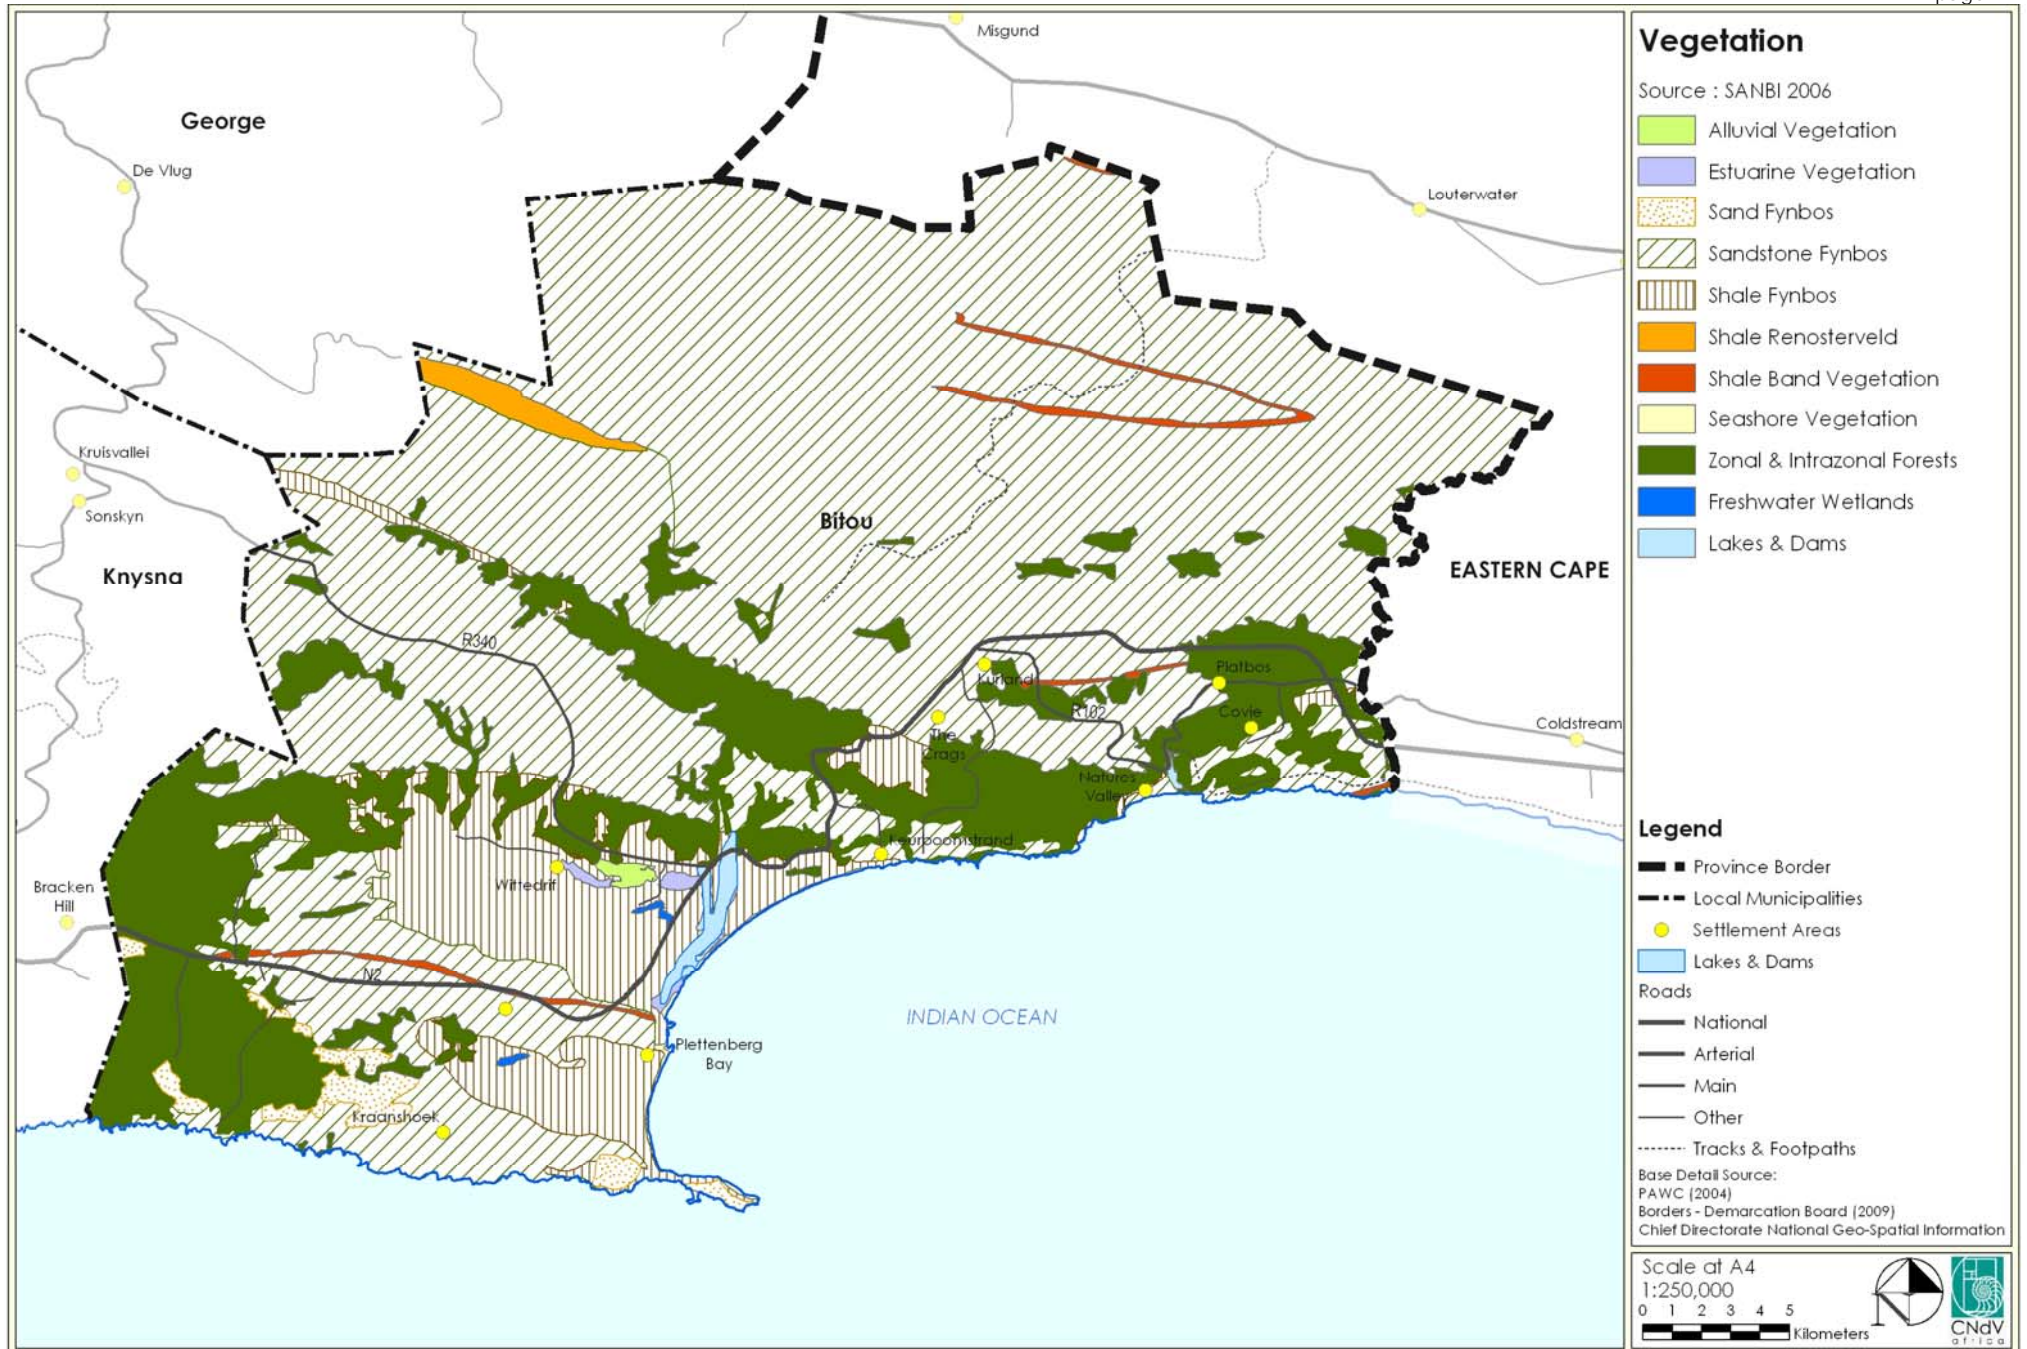 Misgund
George
De Vlug
Louterwater
Kruisvallei
Sonskyn
Bitou
Knysna
EASTERN CAPE
R340
Platbos
Kurland
R102
Covie
The
Crags
Coldstream
Natures
Valley
Keurboomstrand
Wittedrif
Bracken
Hill
N2
INDIAN OCEAN
Plettenberg
Bay
Kraanshoek
Vegetation
Source : SANBI 2006
Alluvial Vegetation
Estuarine Vegetation
Sand Fynbos
Sandstone Fynbos
Shale Fynbos
Shale Renosterveld
Shale Band Vegetation
Seashore Vegetation
Zonal & Intrazonal Forests
Freshwater Wetlands
Lakes & Dams
Legend
Province Border
Local Municipalities
Settlement Areas
Lakes & Dams
Roads
National
Arterial
Main
Other
Tracks & Footpaths
Base Detail Source:
PAWC (2004)
Borders - Demarcation Board (2009)
Chief Directorate National Geo-Spatial Information
Scale at A4
1:250,000
0 1 2 3 4 5
Kilometers
N
CNdV
africa